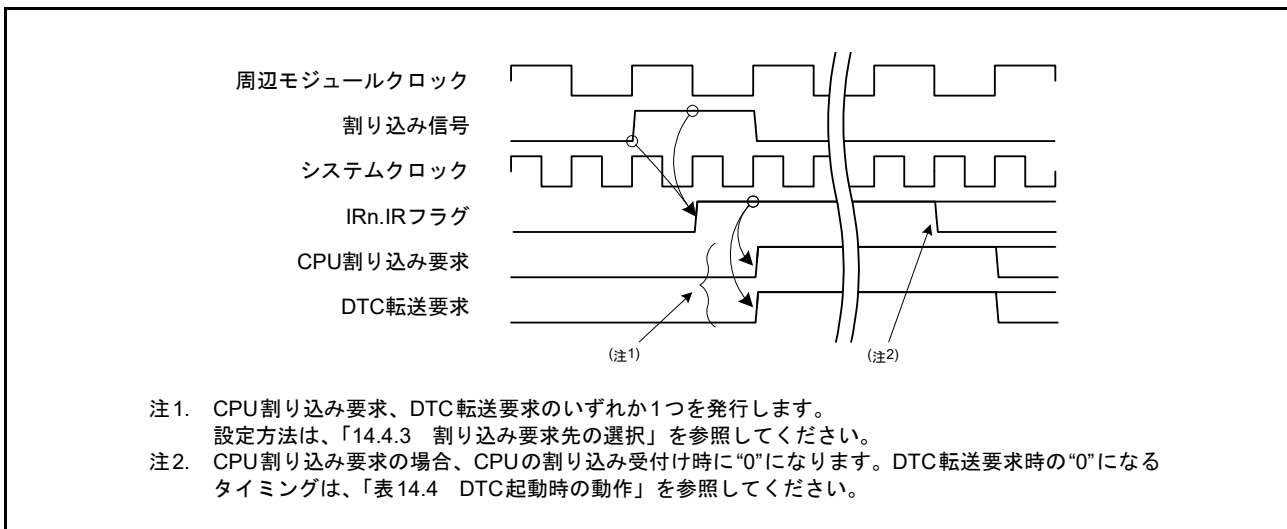 周辺モジュールクロック
割り込み信号
システムクロック
IRn.IRフラグ
CPU割り込み要求
DTC転送要求
(注1)
(注2)
注1. CPU割り込み要求、DTC転送要求のいずれか1つを発行します。
設定方法は、「14.4.3 割り込み要求先の選択」を参照してください。
注2. CPU割り込み要求の場合、CPUの割り込み受付け時に“0”になります。DTC転送要求時の“0”になる
タイミングは、「表14.4 DTC起動時の動作」を参照してください。